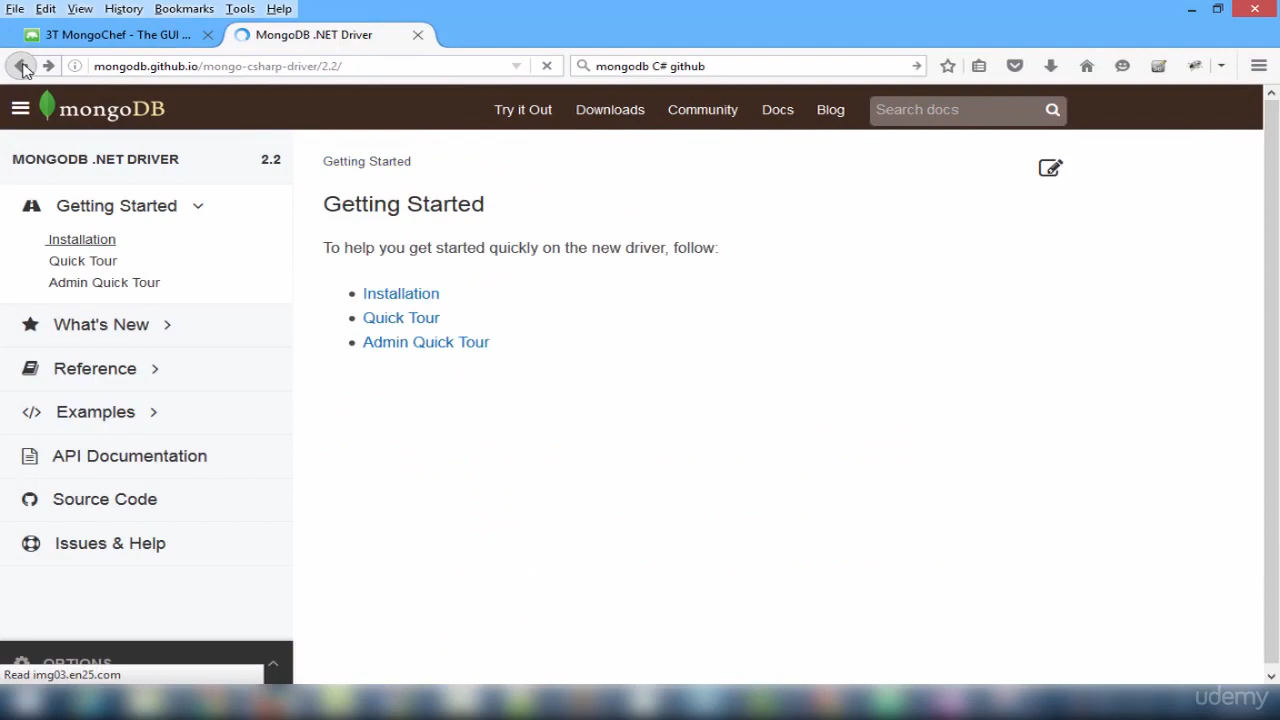 File Edit View History Bookmarks Tools Help
3T MongoChef - The GUI ... MongoDB .NET Driver
mongodb.github.io/mongo-csharp-driver/2.2/ mongodb C# github
mongoDB Try it Out Downloads Community Docs Blog Search docs
MONGODB .NET DRIVER 2.2
Getting Started
Installation
Quick Tour
Admin Quick Tour
What's New
Reference
Examples
API Documentation
Source Code
Issues & Help
OPTIONS
Getting Started
Getting Started
To help you get started quickly on the new driver, follow:
• Installation
• Quick Tour
• Admin Quick Tour
Read img03.en25.com
udemy